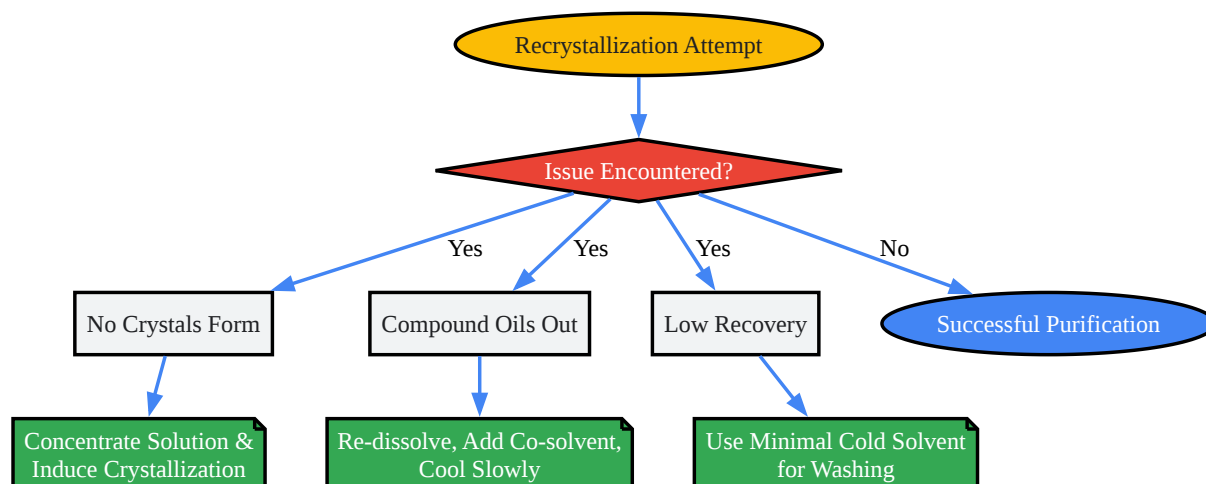 Recrystallization Attempt
Issue Encountered?
Yes
Yes
Yes
No
No Crystals Form
Compound Oils Out
Low Recovery
Successful Purification
Concentrate Solution &
Induce Crystallization
Re-dissolve, Add Co-solvent,
Cool Slowly
Use Minimal Cold Solvent
for Washing